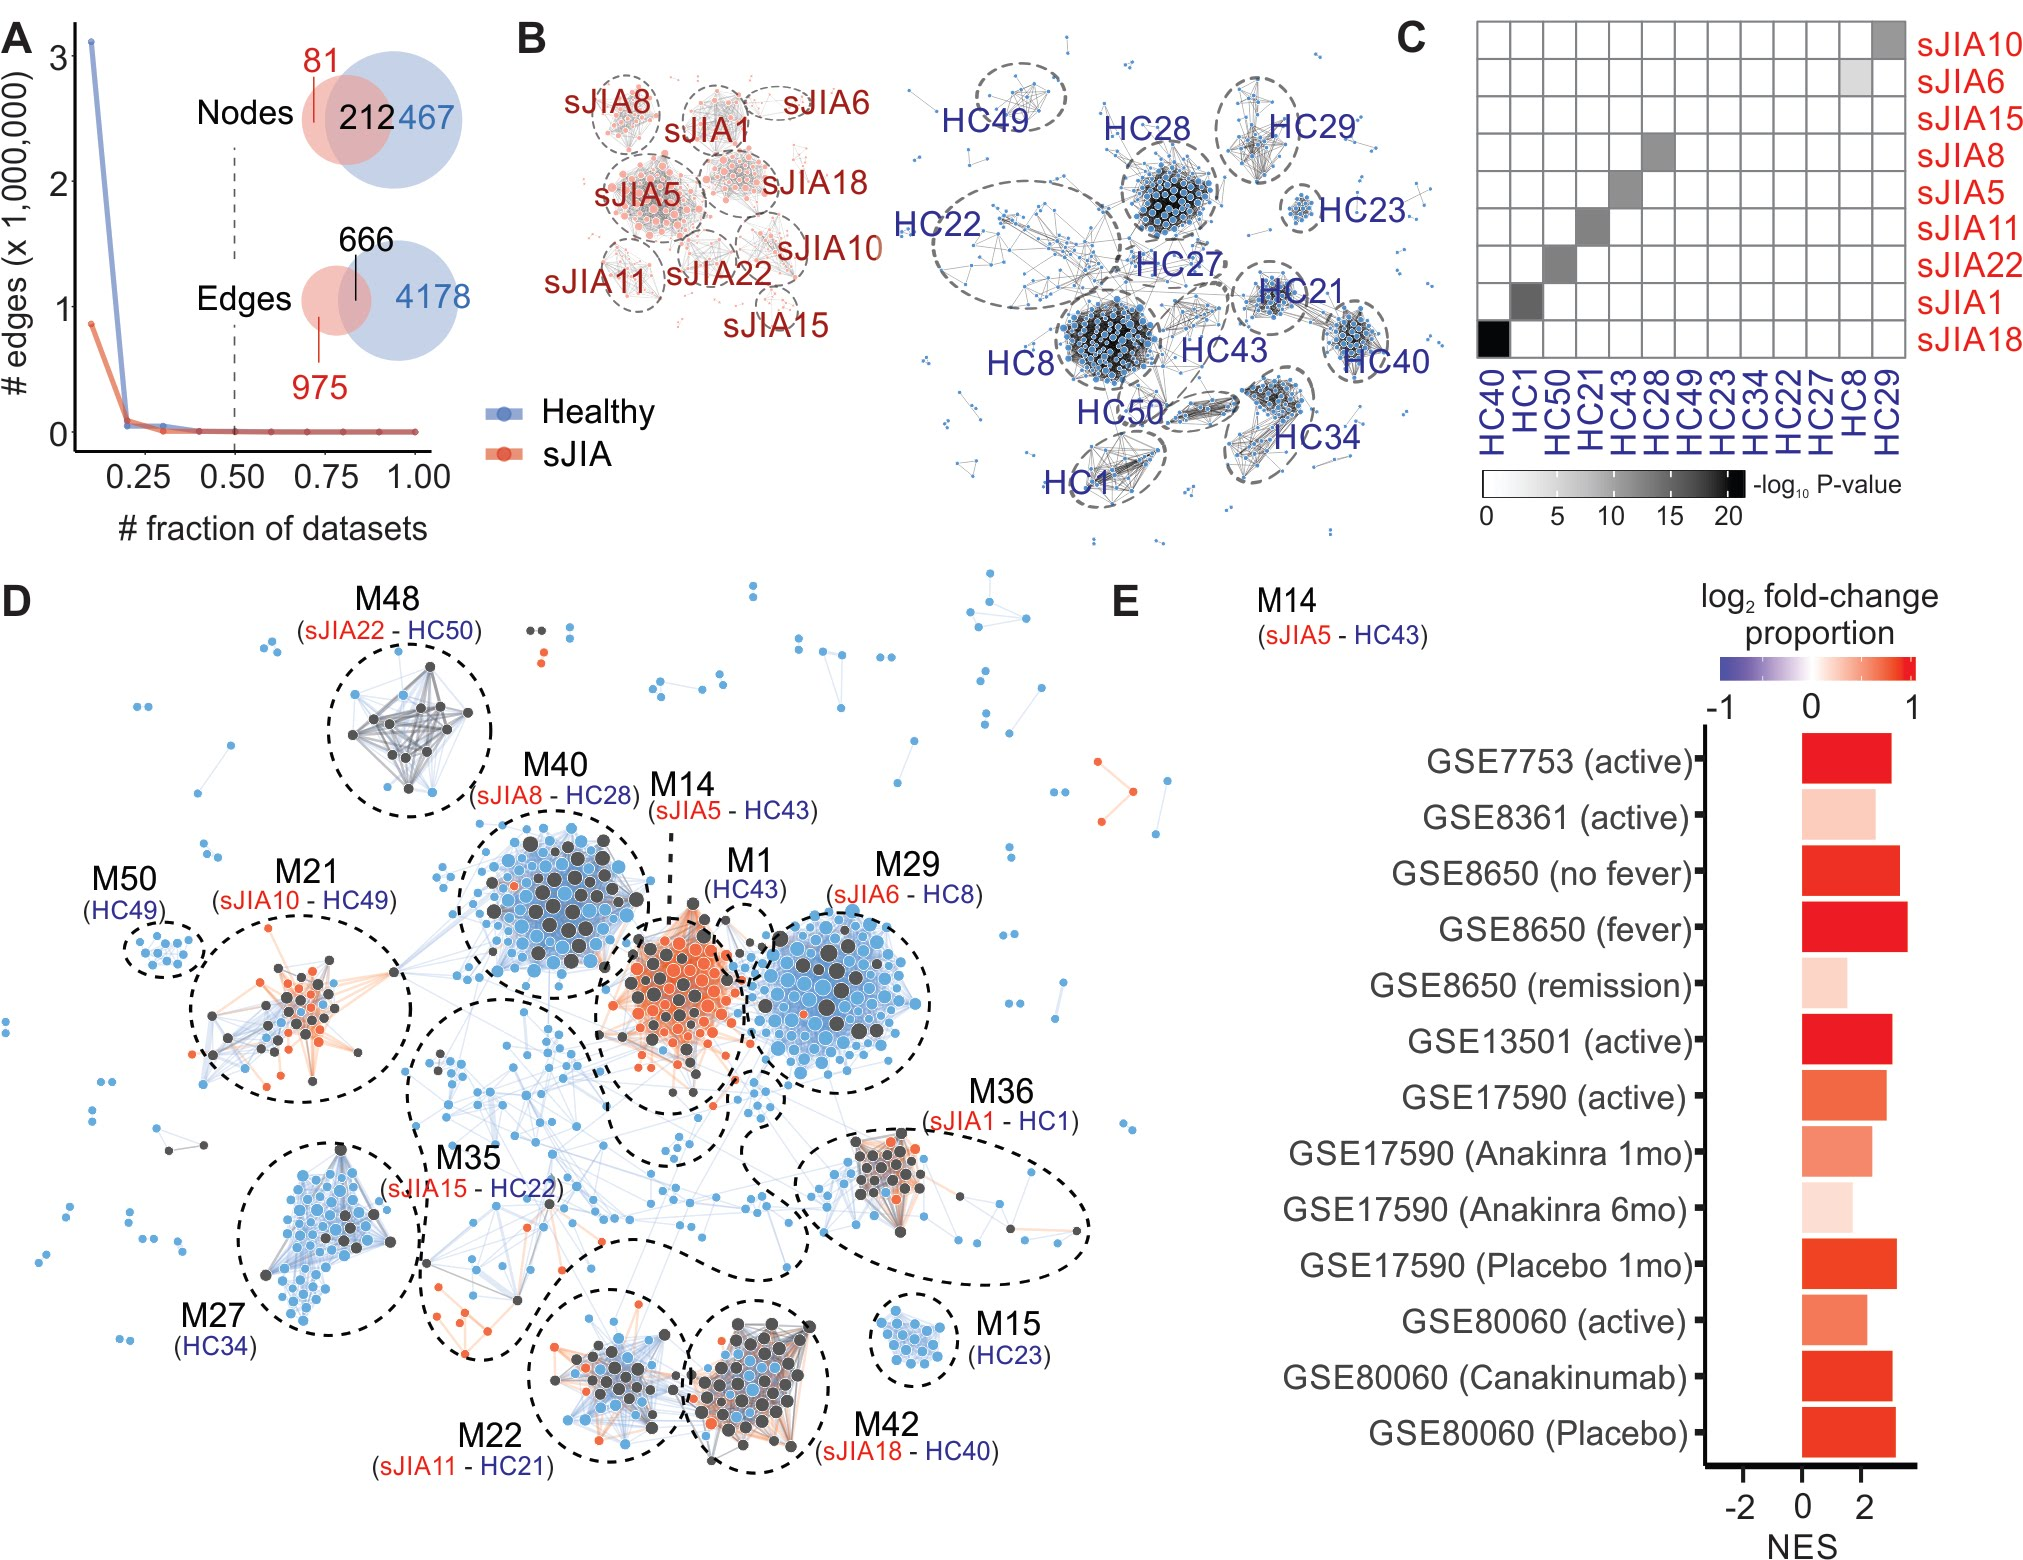 A
# edges (x 1,000,000)
3
2
1
0
0.25 0.50 0.75 1.00
# fraction of datasets
Nodes
81
212
467
Edges
666
4178
975
Healthy
sJIA
B
sJIA8
sJIA1
sJIA6
sJIA5
sJIA18
sJIA10
sJIA11
sJIA22
sJIA15
HC49
HC28
HC29
HC22
HC23
HC27
HC21
HC8
HC43
HC40
HC50
HC34
HC1
C
sJIA10
sJIA6
sJIA15
sJIA8
sJIA5
sJIA11
sJIA22
sJIA1
sJIA18
HC40
HC1
HC50
HC21
HC43
HC28
HC49
HC23
HC34
HC22
HC27
HC8
HC29
-log₁₀ P-value
0 5 10 15 20
D
M48
(sJIA22 - HC50)
M40
(sJIA8 - HC28)
M14
(sJIA5 - HC43)
M1
(HC43)
M29
(sJIA6 - HC8)
M50
(HC49)
M21
(sJIA10 - HC49)
M36
(sJIA1 - HC1)
M35
(sJIA15 - HC22)
M27
(HC34)
M15
(HC23)
M22
(sJIA11 - HC21)
M42
(sJIA18 - HC40)
E
M14
(sJIA5 - HC43)
log₂ fold-change
proportion
-1 0 1
GSE7753 (active)
GSE8361 (active)
GSE8650 (no fever)
GSE8650 (fever)
GSE8650 (remission)
GSE13501 (active)
GSE17590 (active)
GSE17590 (Anakinra 1mo)
GSE17590 (Anakinra 6mo)
GSE17590 (Placebo 1mo)
GSE80060 (active)
GSE80060 (Canakinumab)
GSE80060 (Placebo)
-2 0 2
NES